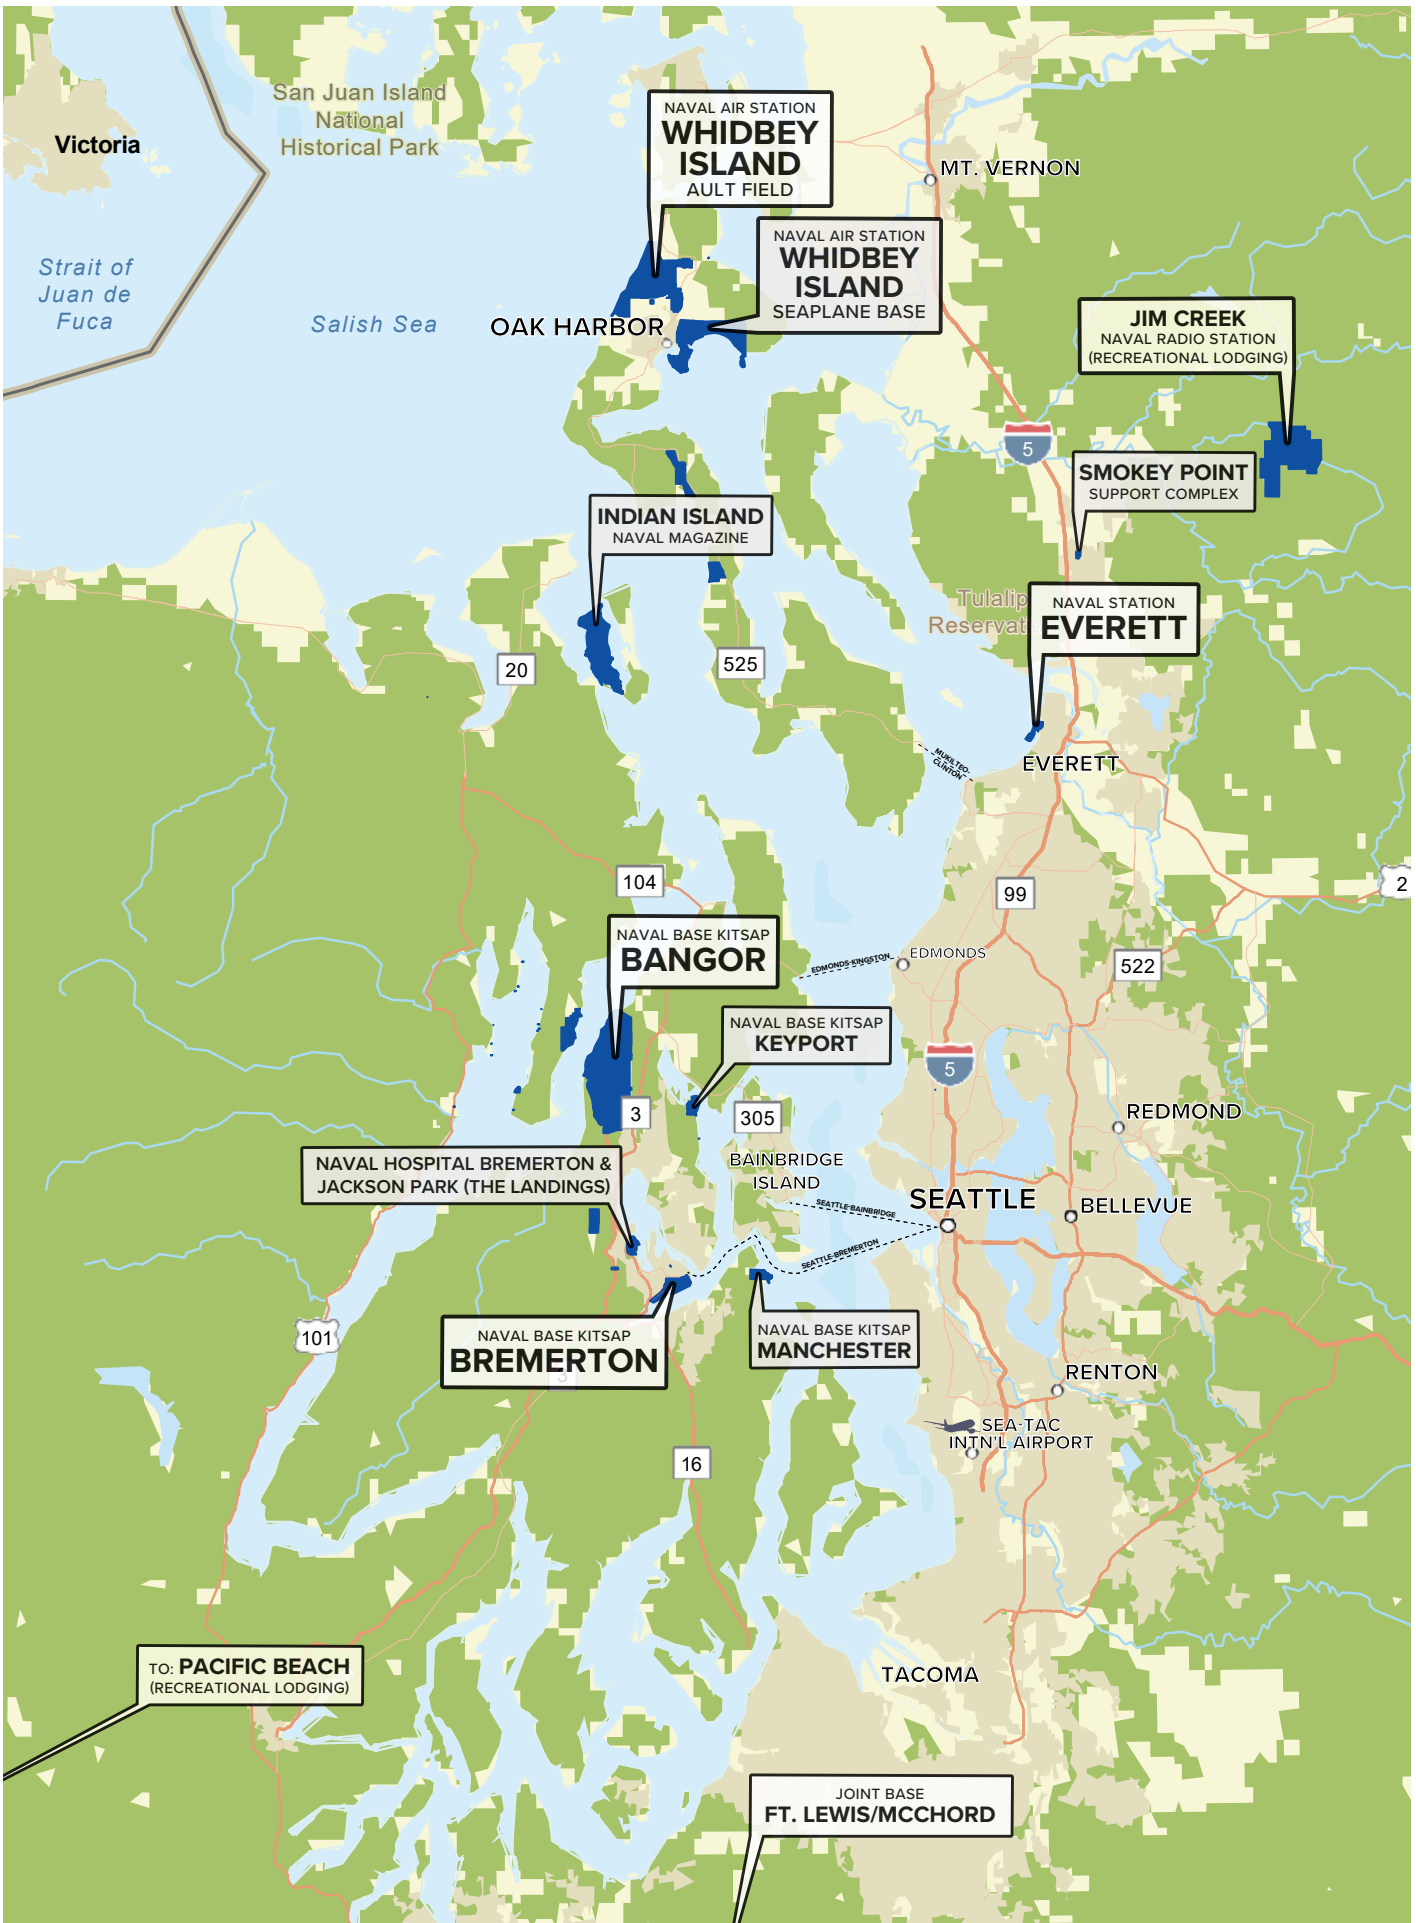 San Juan Island
National
Historical Park
Victoria
NAVAL AIR STATION
WHIDBEY
ISLAND
AULT FIELD
MT. VERNON
NAVAL AIR STATION
WHIDBEY
ISLAND
SEAPLANE BASE
Strait of
Juan de
Fuca
Salish Sea
OAK HARBOR
JIM CREEK
NAVAL RADIO STATION
(RECREATIONAL LODGING)
5
SMOKEY POINT
SUPPORT COMPLEX
INDIAN ISLAND
NAVAL MAGAZINE
Tulalip
Reservat
NAVAL STATION
EVERETT
20
525
MUKILTEO-
CLINTON
EVERETT
104
99
2
NAVAL BASE KITSAP
BANGOR
EDMONDS-KINGSTON
EDMONDS
522
NAVAL BASE KITSAP
KEYPORT
5
3
305
REDMOND
NAVAL HOSPITAL BREMERTON &
JACKSON PARK (THE LANDINGS)
BAINBRIDGE
ISLAND
SEATTLE-BAINBRIDGE
SEATTLE
BELLEVUE
SEATTLE-BREMERTON
101
NAVAL BASE KITSAP
BREMERTON
3
NAVAL BASE KITSAP
MANCHESTER
RENTON
SEA-TAC
INTN'L AIRPORT
16
TO: PACIFIC BEACH
(RECREATIONAL LODGING)
TACOMA
JOINT BASE
FT. LEWIS/MCCHORD